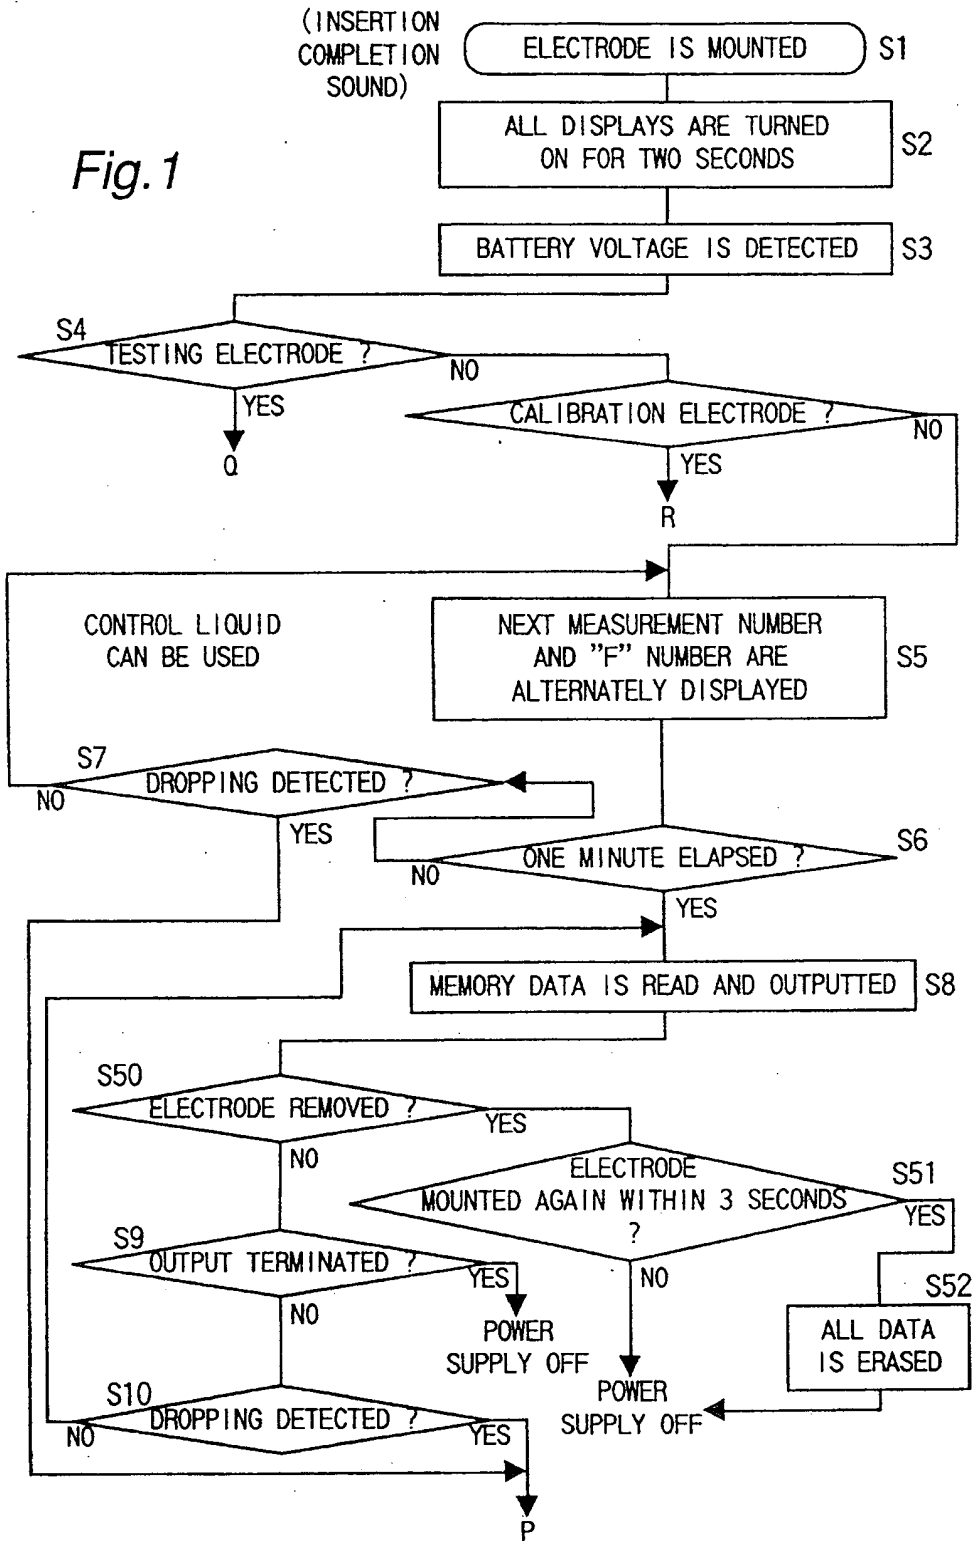 (INSERTION
COMPLETION
SOUND)
ELECTRODE IS MOUNTED
S1
ALL DISPLAYS ARE TURNED
ON FOR TWO SECONDS
S2
Fig.1
BATTERY VOLTAGE IS DETECTED
S3
S4
TESTING ELECTRODE ?
NO
YES
Q
CALIBRATION ELECTRODE ?
NO
YES
R
CONTROL LIQUID
CAN BE USED
NEXT MEASUREMENT NUMBER
AND "F" NUMBER ARE
ALTERNATELY DISPLAYED
S5
S7
DROPPING DETECTED ?
NO
YES
S6
ONE MINUTE ELAPSED ?
NO
YES
MEMORY DATA IS READ AND OUTPUTTED
S8
S50
ELECTRODE REMOVED ?
YES
NO
ELECTRODE
MOUNTED AGAIN WITHIN 3 SECONDS
?
S51
YES
NO
S9
OUTPUT TERMINATED ?
YES
NO
POWER
SUPPLY OFF
S52
ALL DATA
IS ERASED
POWER
SUPPLY OFF
S10
DROPPING DETECTED ?
NO
YES
P